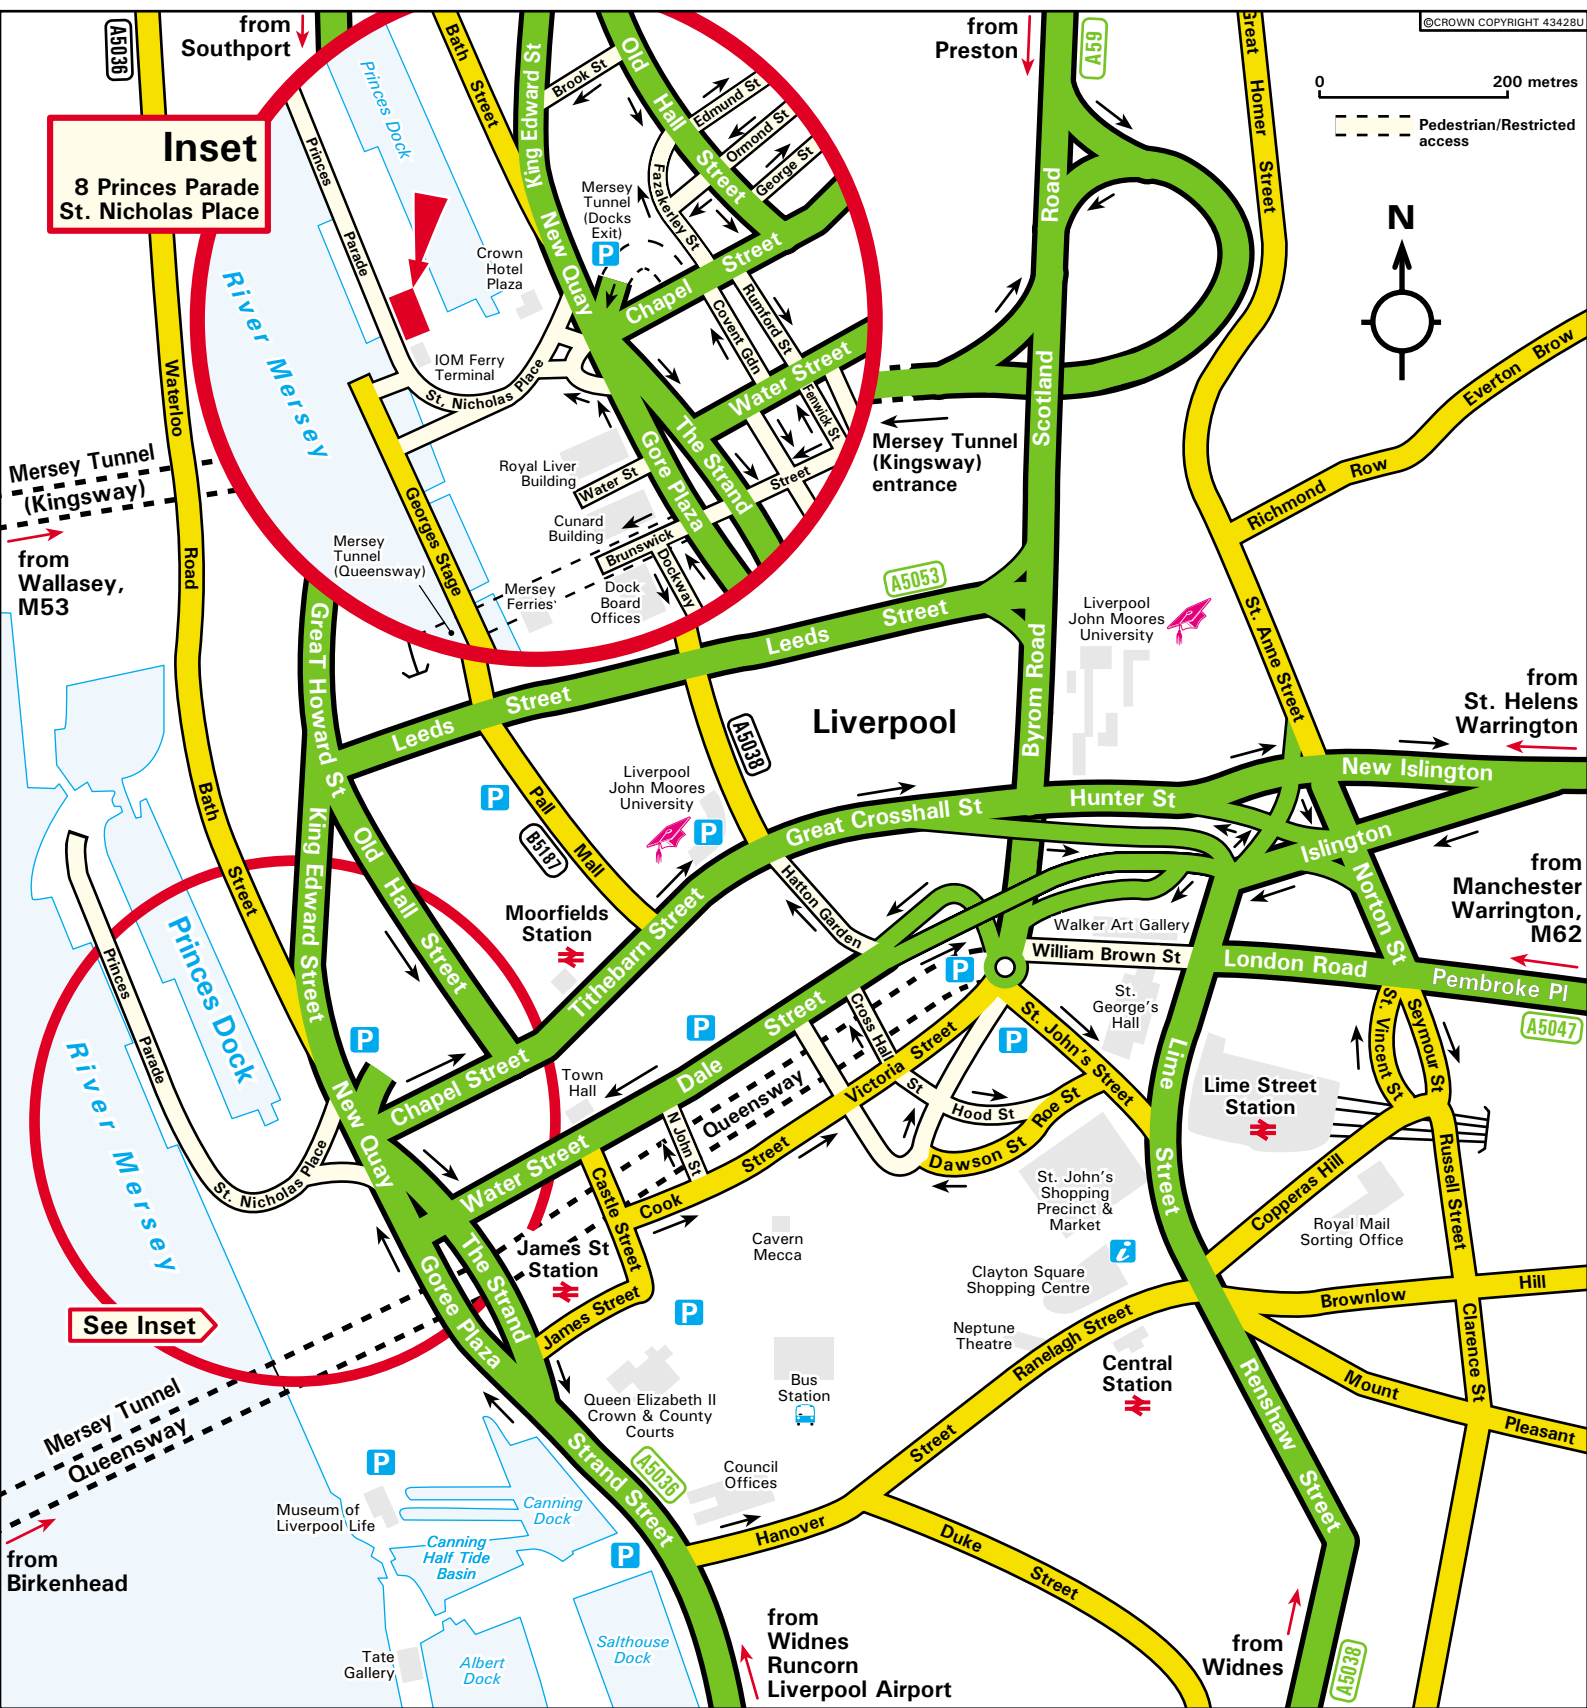 ©CROWN COPYRIGHT 43428U
A5036
from
Southport
Bath
Street
King Edward St
Old
Hall
Street
Brook St
Edmund St
Ormond St
George St
from
Preston
A59
Great
Homer
Street
0
200 metres
Pedestrian/Restricted
access
N
Inset
8 Princes Parade
St. Nicholas Place
Princes Dock
Princes
Parade
Fazakerley St
Mersey
Tunnel
(Docks
Exit)
P
Crown
Hotel
Plaza
New Quay
Chapel
Street
Covent Gdn
Rumford St
Fenwick St
Water Street
River Mersey
IOM Ferry
Terminal
St, Nicholas Place
Royal Liver
Building
Water St
Cunard
Building
Gore Plaza
The Strand
Brunswick
Street
Dockway
Georges Stage
Mersey
Tunnel
(Queensway)
Mersey
Ferries
Dock
Board
Offices
Mersey Tunnel
(Kingsway)
entrance
Road
Scotland
Everton
Brow
Richmond
Row
Mersey Tunnel
(Kingsway)
from
Wallasey,
M53
Waterloo
Road
Bath
Street
GreaT Howard St
King Edward Street
Leeds
Street
Leeds
Street
A5053
Byrom Road
Liverpool
John Moores
University
St. Anne Street
from
St. Helens
Warrington
New Islington
Liverpool
A5038
Liverpool
John Moores
University
P
P
Pall
Mall
B5187
Great Crosshall St
Hunter St
Islington
Norton St
from
Manchester
Warrington,
M62
Old
Hall
Street
Moorfields
Station
Tithebarn Street
Hatton Garden
Walker Art Gallery
William Brown St
London Road
Pembroke Pl
A5047
P
Princes
Parade
Princes Dock
River Mersey
P
P
Chapel Street
Town
Hall
Dale
Street
Queensway
Cross Hall
St
Victoria Street
St. John's Street
P
St.
George's
Hall
Lime
Street
Lime Street
Station
St. Vincent St
Seymour St
Hood St
Roe St
Dawson St
N John St
New Quay
St. Nicholas Place
Water Street
Castle Street
Cook
Street
St. John's
Shopping
Precinct &
Market
Copperas Hill
Royal Mail
Sorting Office
Russell Street
Cavern
Mecca
James St
Station
The Strand
Goree Plaza
James Street
P
i
Clayton Square
Shopping Centre
Neptune
Theatre
Ranelagh Street
Central
Station
Brownlow
Hill
Clarence St
Mount
Pleasant
Renshaw
Street
See Inset
Mersey Tunnel
Queensway
from
Birkenhead
Queen Elizabeth II
Crown & County
Courts
Bus
Station
Strand Street
A5036
Council
Offices
Hanover
Street
Duke
Street
P
Museum of
Liverpool Life
Canning
Dock
Canning
Half Tide
Basin
P
Tate
Gallery
Albert
Dock
Salthouse
Dock
from
Widnes
Runcorn
Liverpool Airport
from
Widnes
A5038